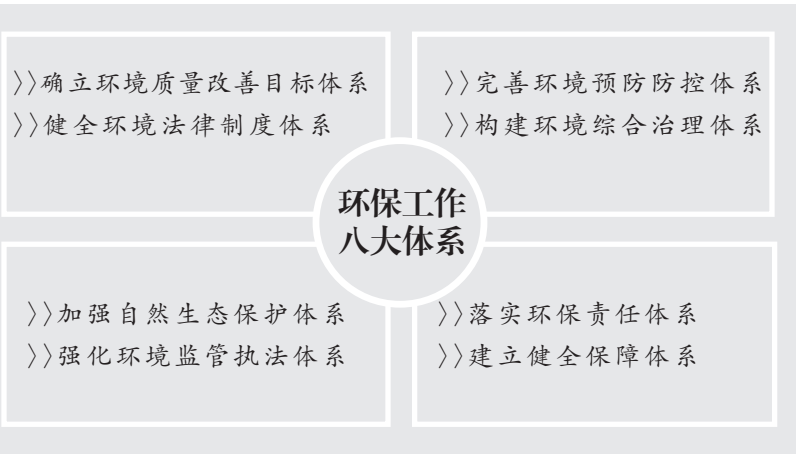 〉〉确立环境质量改善目标体系
〉〉健全环境法律制度体系
〉〉完善环境预防防控体系
〉〉构建环境综合治理体系
环保工作
八大体系
〉〉加强自然生态保护体系
〉〉强化环境监管执法体系
〉〉落实环保责任体系
〉〉建立健全保障体系